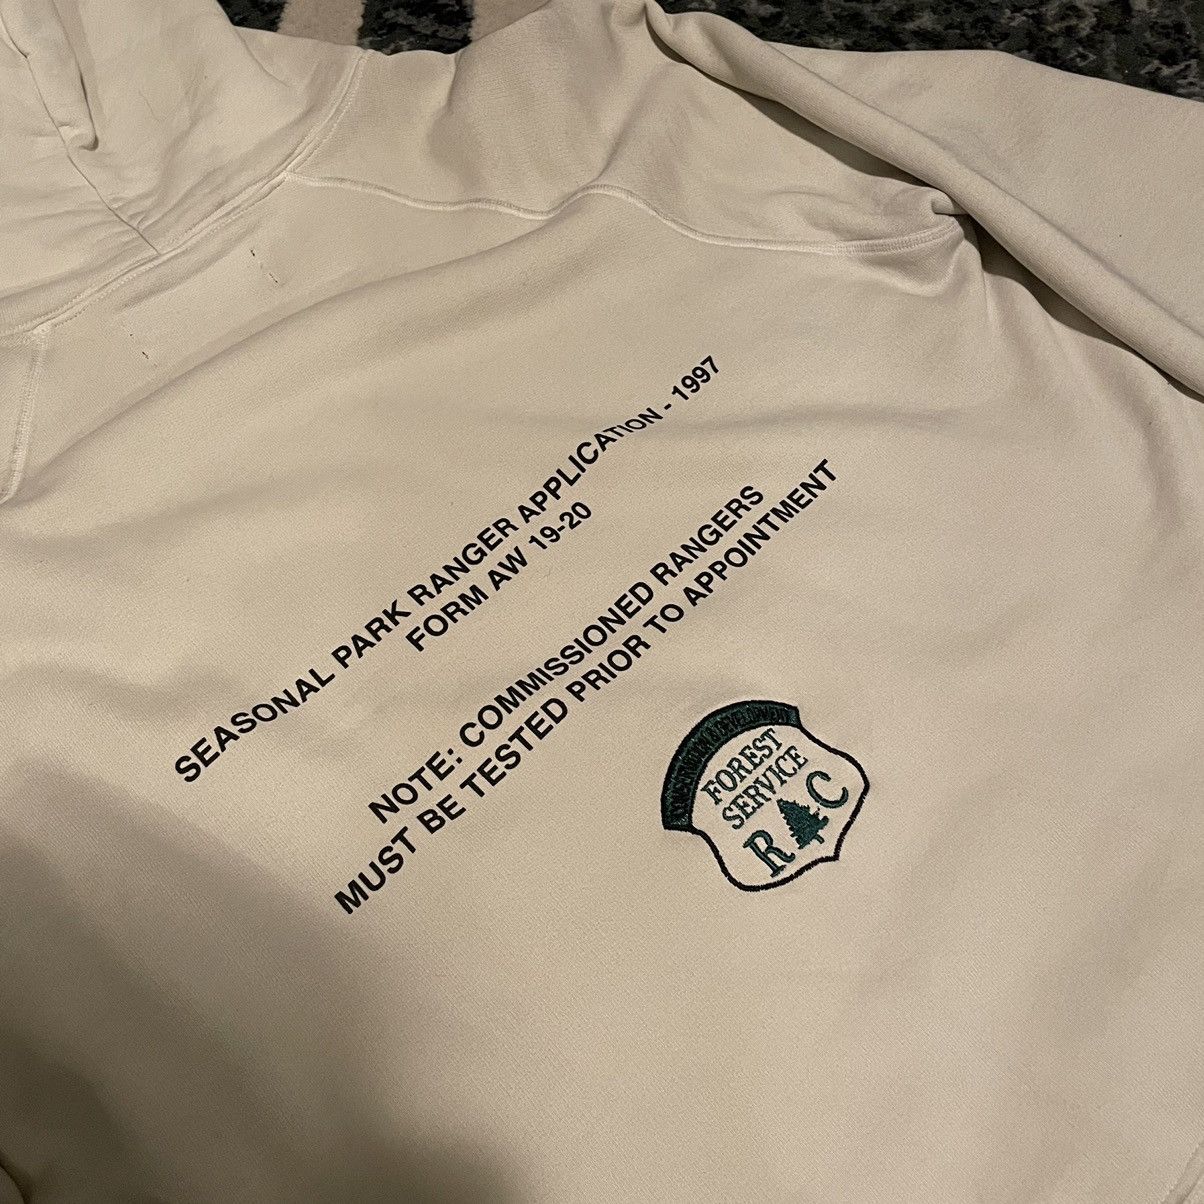 SEASONAL PARK RANGER APPLICATION - 1997
FORM AW 19-20
NOTE: COMMISSIONED RANGERS
MUST BE TESTED PRIOR TO APPOINTMENT
FOREST
SERVICE
R C